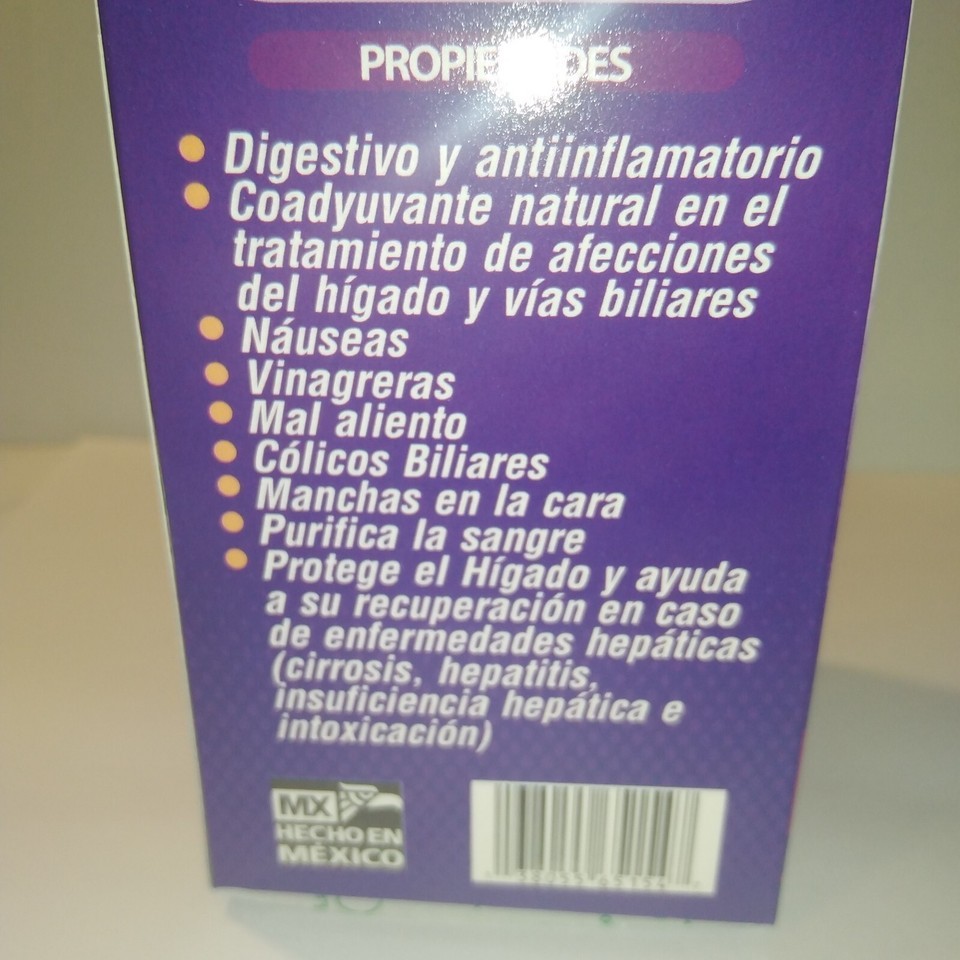 PROPIEDADES
Digestivo y antiinflamatorio
Coadyuvante natural en el
tratamiento de afecciones
del hígado y vías biliares
Náuseas
Vinagreras
Mal aliento
Cólicos Biliares
Manchas en la cara
Purifica la sangre
Protege el Hígado y ayuda
a su recuperación en caso
de enfermedades hepáticas
(cirrosis, hepatitis,
insuficiencia hepática e
intoxicación)
MX
HECHO EN
MÉXICO